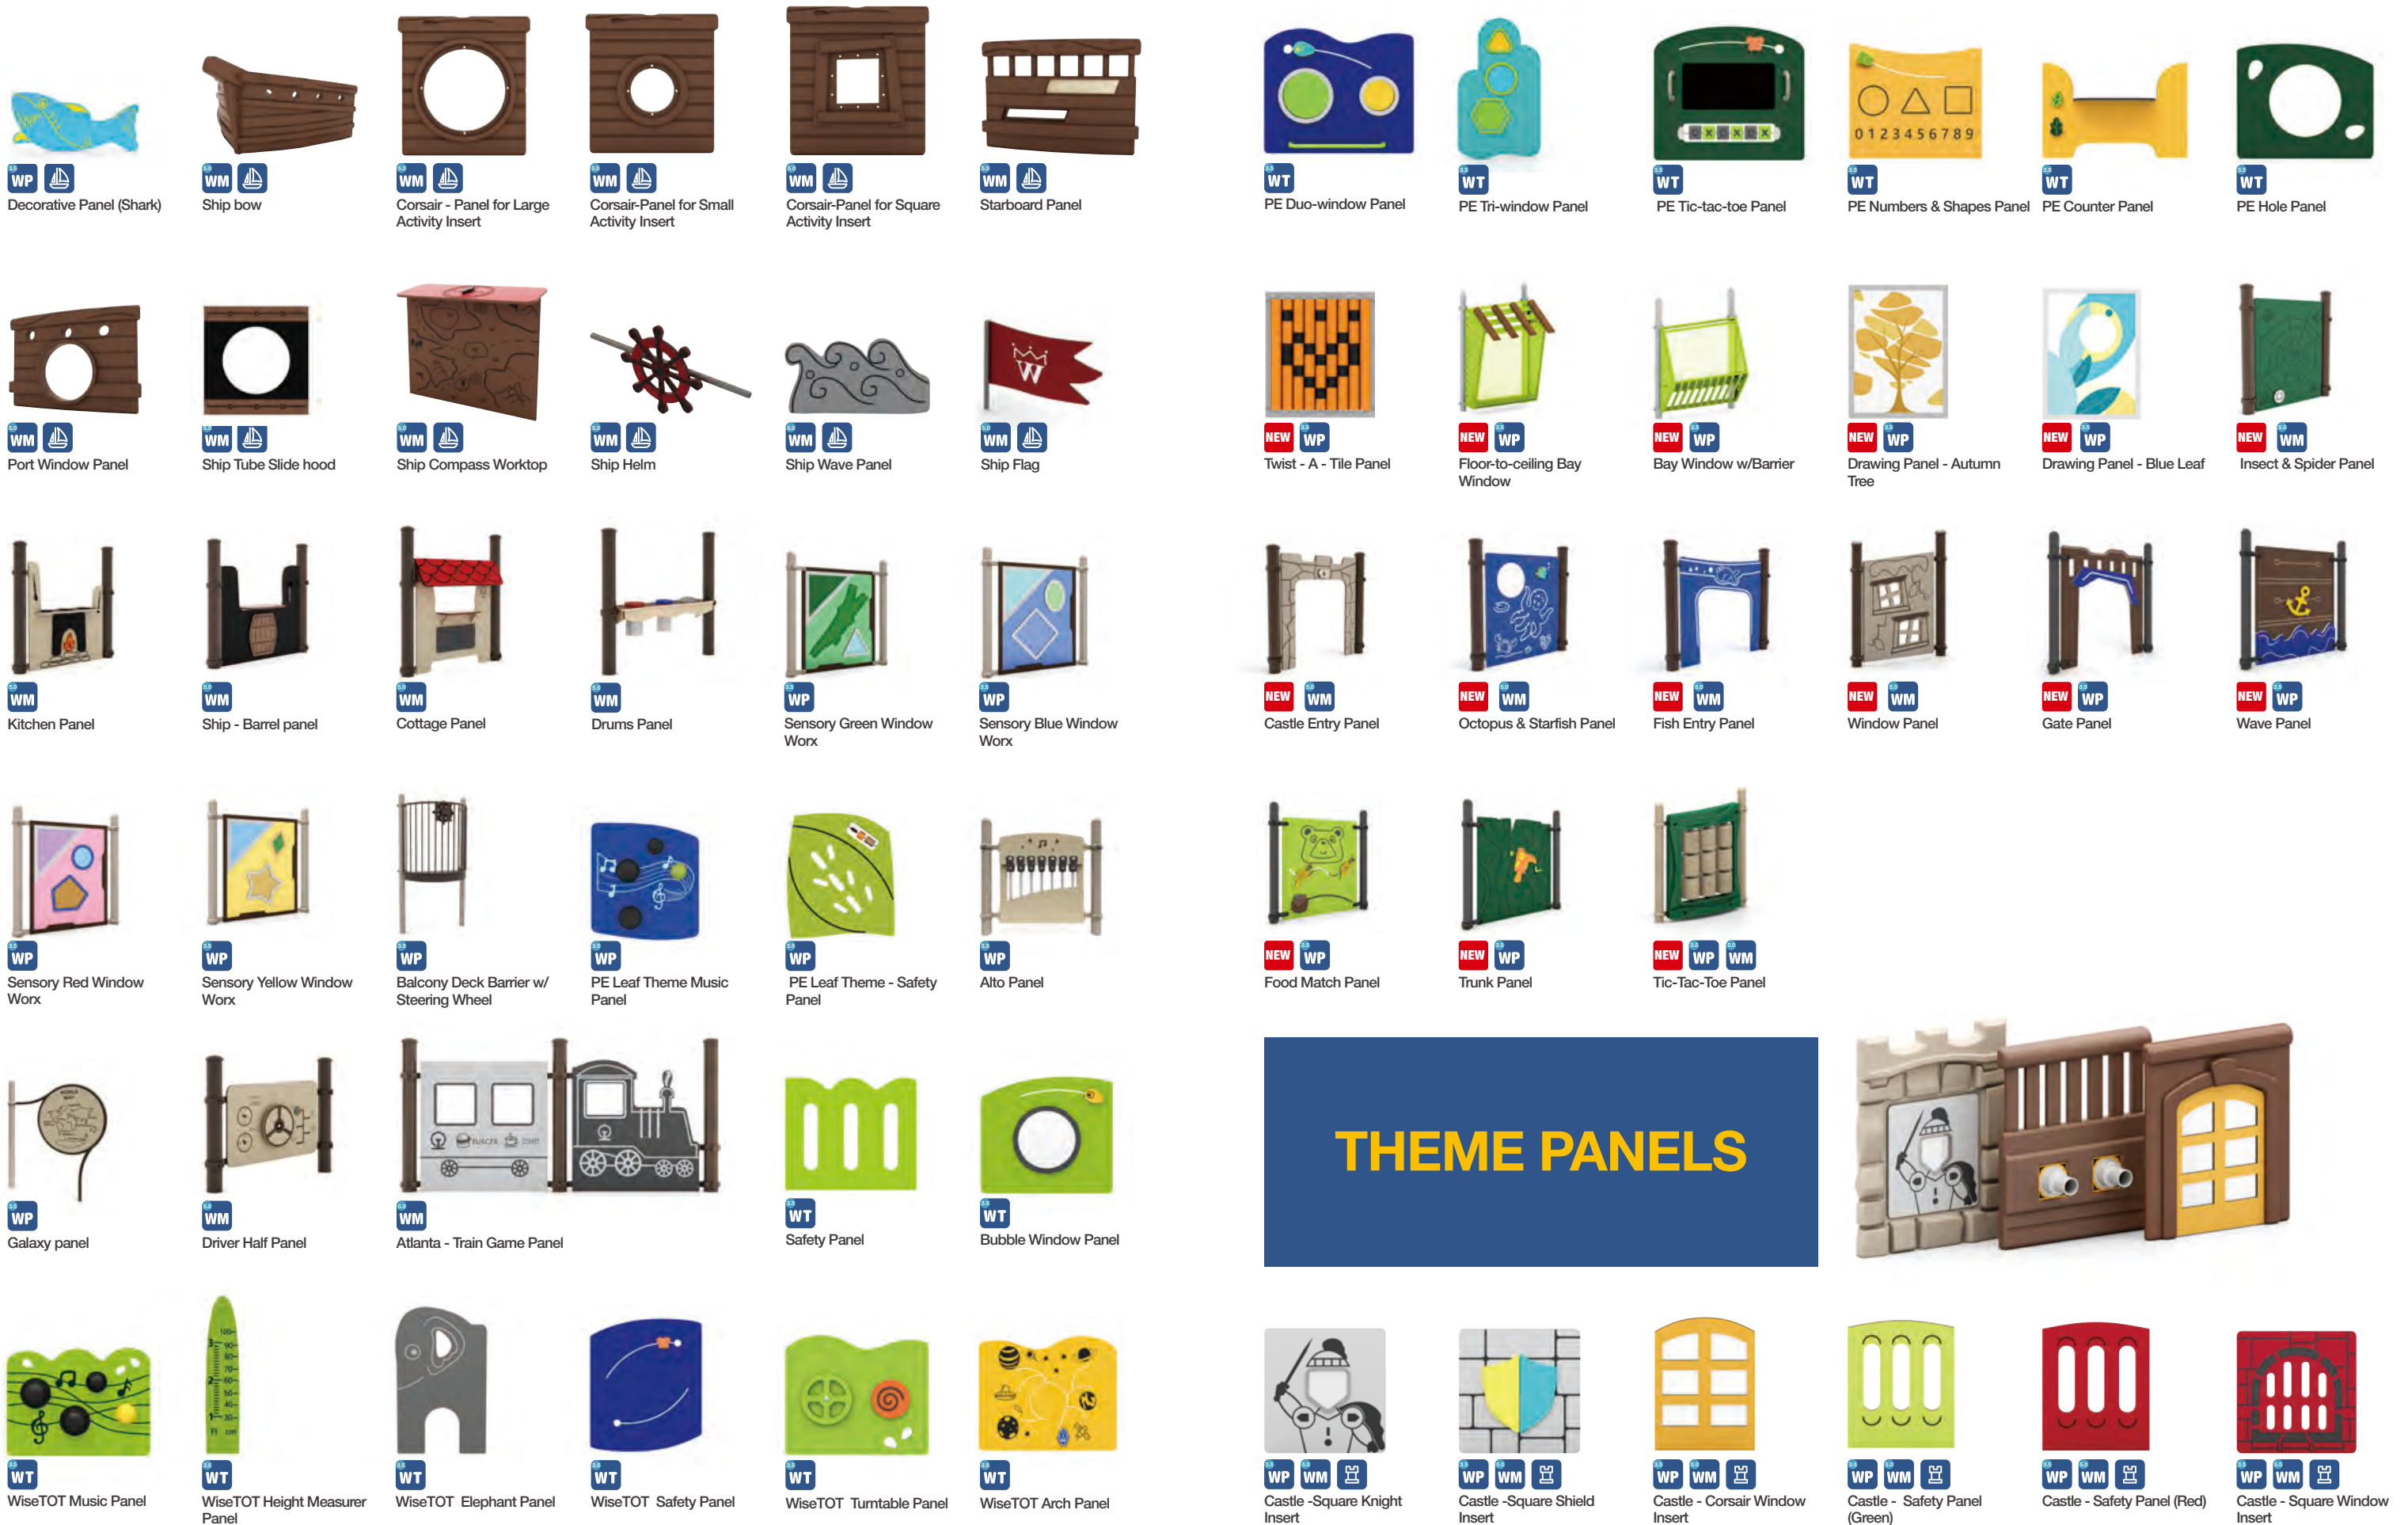 WP
Decorative Panel (Shark)
WM
Ship bow
WM
Corsair - Panel for Large
Activity Insert
WM
Corsair-Panel for Small
Activity Insert
WM
Corsair-Panel for Square
Activity Insert
WM
Starboard Panel
WM
Port Window Panel
WM
Ship Tube Slide hood
WM
Ship Compass Worktop
WM
Ship Helm
WM
Ship Wave Panel
W
WM
Ship Flag
WM
Kitchen Panel
WM
Ship - Barrel panel
WM
Cottage Panel
WM
Drums Panel
WP
Sensory Green Window
Worx
WP
Sensory Blue Window
Worx
WP
Sensory Red Window
Worx
WP
Sensory Yellow Window
Worx
WP
Balcony Deck Barrier w/
Steering Wheel
WP
PE Leaf Theme Music
Panel
WP
PE Leaf Theme - Safety
Panel
WP
Alto Panel
WORLD
MAP
WP
Galaxy panel
WM
Driver Half Panel
BURGER
WM
Atlanta - Train Game Panel
WT
Safety Panel
WT
Bubble Window Panel
WT
WiseTOT Music Panel
100
3 90
80
70
2 60
50
40
1 30
Ft cm
WT
WiseTOT Height Measurer
Panel
WT
WiseTOT Elephant Panel
WT
WiseTOT Safety Panel
WT
WiseTOT Turntable Panel
WT
WiseTOT Arch Panel
WT
PE Duo-window Panel
WT
PE Tri-window Panel
WT
PE Tic-tac-toe Panel
0 1 2 3 4 5 6 7 8 9
WT
PE Numbers & Shapes Panel
WT
PE Counter Panel
WT
PE Hole Panel
NEW WP
Twist - A - Tile Panel
NEW WP
Floor-to-ceiling Bay
Window
NEW WP
Bay Window w/Barrier
NEW WP
Drawing Panel - Autumn
Tree
NEW WP
Drawing Panel - Blue Leaf
NEW WM
Insect & Spider Panel
NEW WM
Castle Entry Panel
NEW WM
Octopus & Starfish Panel
NEW WM
Fish Entry Panel
NEW WM
Window Panel
NEW WP
Gate Panel
NEW WP
Wave Panel
NEW WP
Food Match Panel
NEW WP
Trunk Panel
NEW WP WM
Tic-Tac-Toe Panel
THEME PANELS
WP WM
Castle -Square Knight
Insert
WP WM
Castle -Square Shield
Insert
WP WM
Castle - Corsair Window
Insert
WP WM
Castle - Safety Panel
(Green)
WP WM
Castle - Safety Panel (Red)
WP WM
Castle - Square Window
Insert